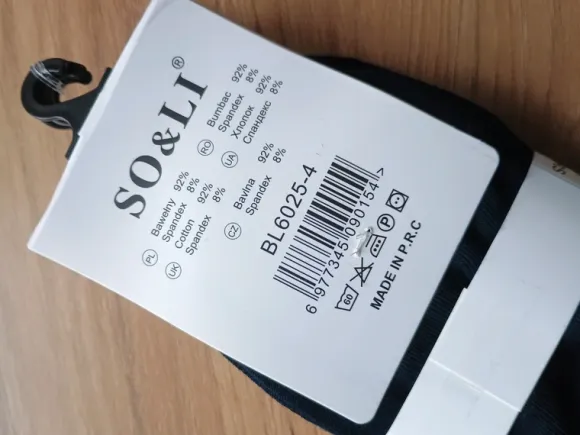 SO&LI®
PL Bawełny 92%
Spandex 8%
UK Cotton 92%
Spandex 8%
RO Bumbac 92%
Spandex 8%
UA Хлопок 92%
Спандекс 8%
CZ Bavlna 92%
Spandex 8%
BL6025-4
6 977345 090154 >
60 P
MADE IN P.R.C